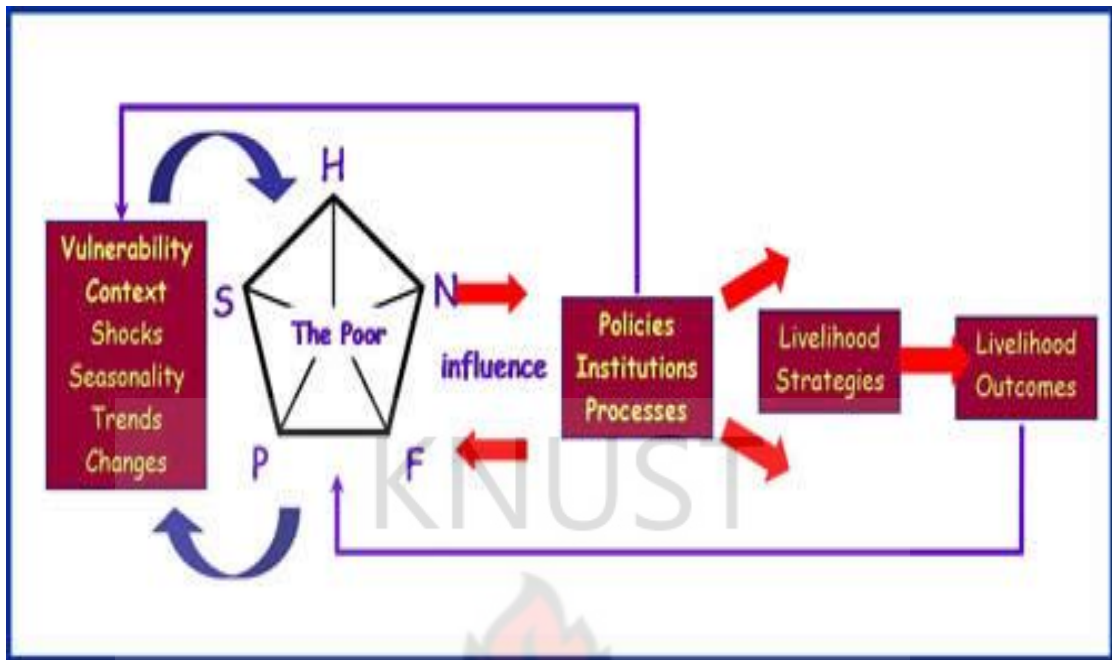 Vulnerability
Context
Shocks
Seasonality
Trends
Changes
H
S
N
The Poor
P
F
influence
Policies
Institutions
Processes
Livelihood
Strategies
Livelihood
Outcomes
KNUST